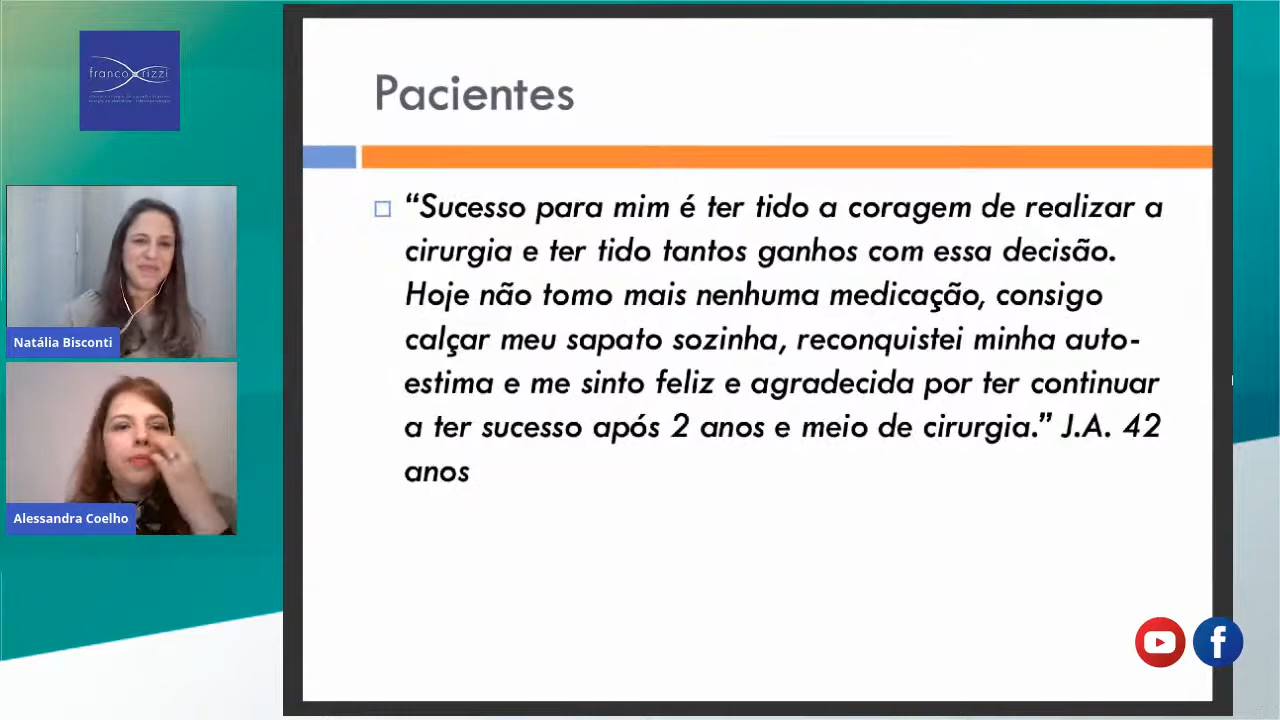 franco rizzi
Natália Bisconti
Alessandra Coelho
Pacientes
“Sucesso para mim é ter tido a coragem de realizar a
cirurgia e ter tido tantos ganhos com essa decisão.
Hoje não tomo mais nenhuma medicação, consigo
calçar meu sapato sozinha, reconquistei minha auto-
estima e me sinto feliz e agradecida por ter continuar
a ter sucesso após 2 anos e meio de cirurgia.” J.A. 42
anos